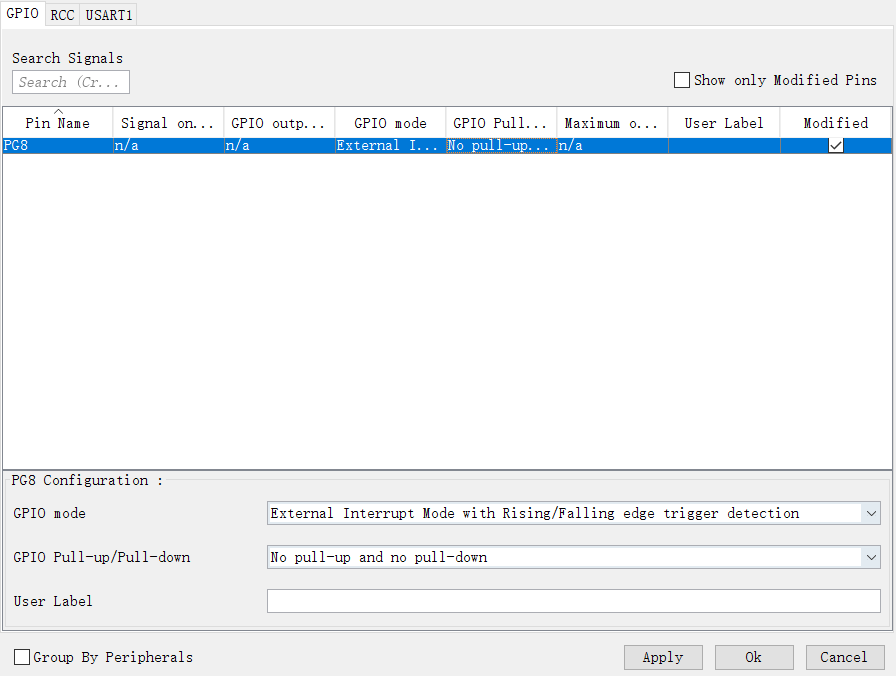 GPIO RCC USART1
Search Signals
Search (Cr...
Show only Modified Pins
Pin Name Signal on... GPIO outp... GPIO mode GPIO Pull... Maximum o... User Label Modified
PG8 n/a n/a External I... No pull-up... n/a
PG8 Configuration :
GPIO mode External Interrupt Mode with Rising/Falling edge trigger detection
GPIO Pull-up/Pull-down No pull-up and no pull-down
User Label
Group By Peripherals Apply Ok Cancel